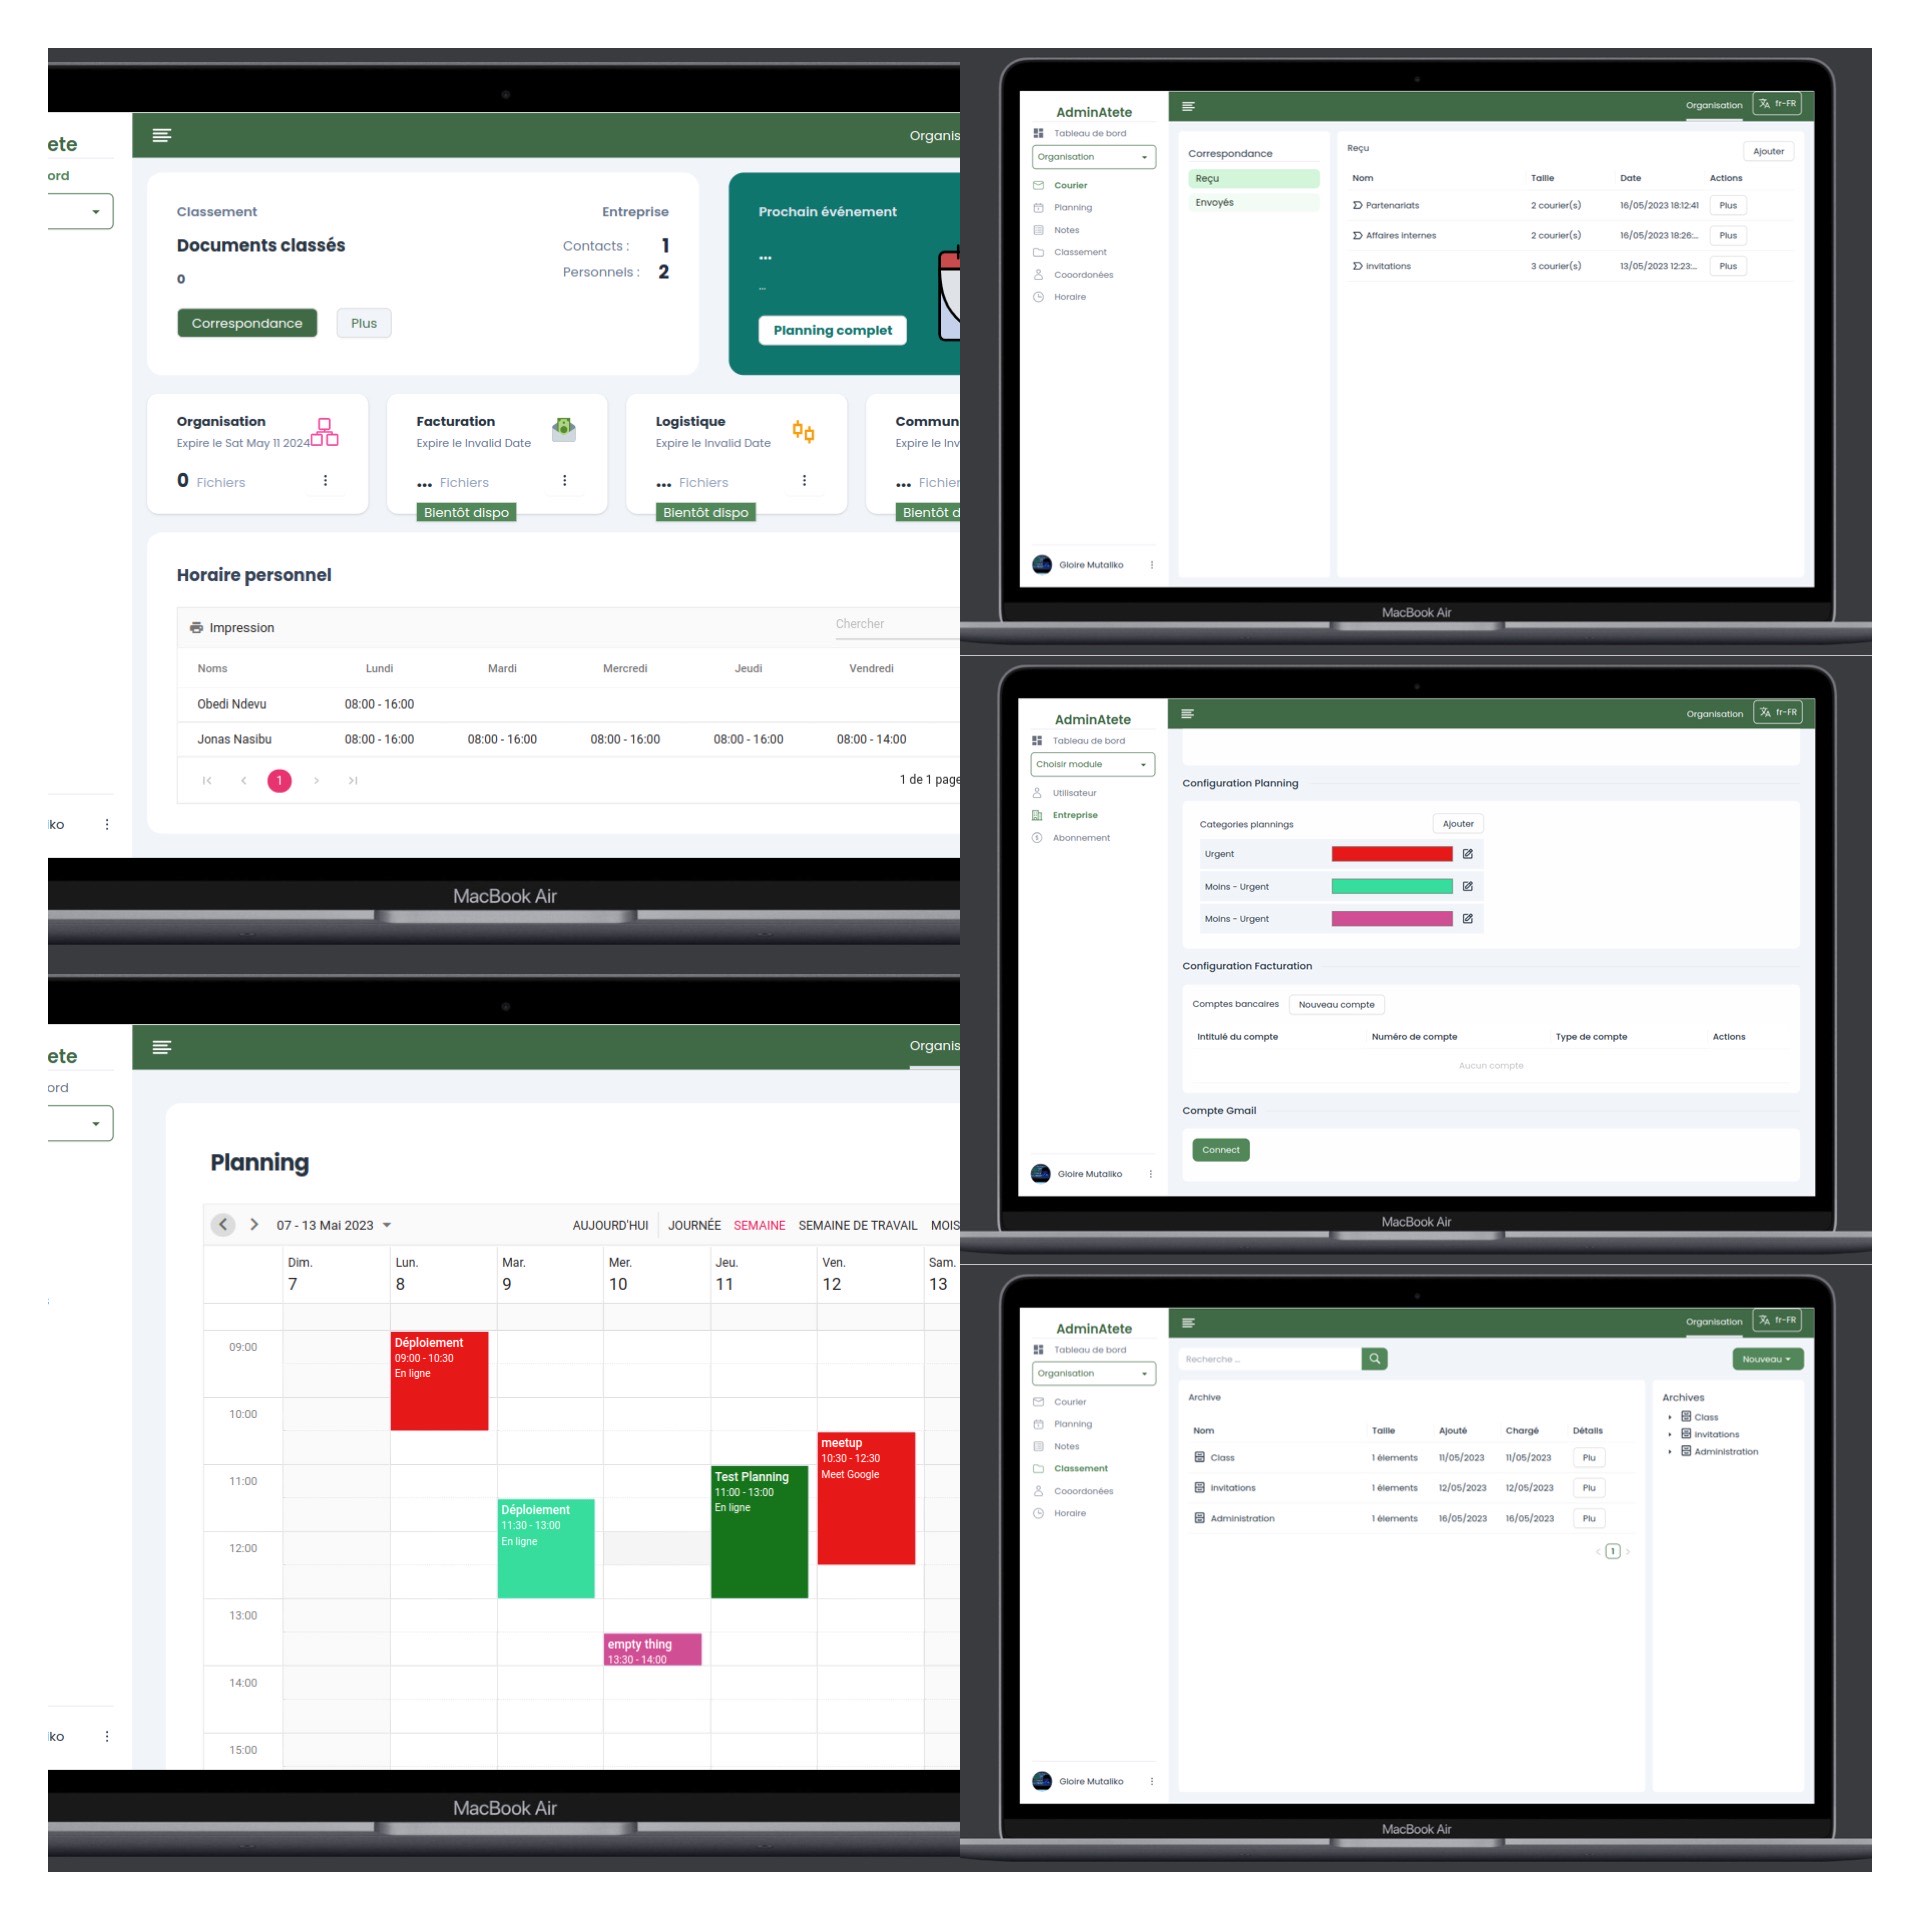 ete
Organis
ord
Classement
Entreprise
Documents classés
Contacts : 1
0
Personnels : 2
Correspondance
Plus
Prochain événement
...
...
Planning complet
Organisation
Expire le Sat May 11 2024
0 Fichiers
Facturation
Expire le Invalid Date
... Fichiers
Bientôt dispo
Logistique
Expire le Invalid Date
... Fichiers
Bientôt dispo
Commun
Expire le Inv
... Fichier
Bientôt d
Horaire personnel
Impression
Chercher
Noms Lundi Mardi Mercredi Jeudi Vendredi
Obedi Ndevu 08:00 - 16:00
Jonas Nasibu 08:00 - 16:00 08:00 - 16:00 08:00 - 16:00 08:00 - 16:00 08:00 - 14:00
1
1 de 1 page
ko
MacBook Air
ete
Organis
ord
Planning
07 - 13 Mai 2023
AUJOURD'HUI JOURNÉE SEMAINE SEMAINE DE TRAVAIL MOIS
Dim. Lun. Mar. Mer. Jeu. Ven. Sam.
7 8 9 10 11 12 13
09:00
10:00
11:00
12:00
13:00
14:00
15:00
Déploiement
09:00 - 10:30
En ligne
Déploiement
11:30 - 13:00
En ligne
empty thing
13:30 - 14:00
Test Planning
11:00 - 13:00
En ligne
meetup
10:30 - 12:30
Meet Google
ko
MacBook Air
AdminAtete
Organisation
fr-FR
Tableau de bord
Organisation
Courier
Planning
Notes
Classement
Cooordonées
Horaire
Gloire Mutaliko
Correspondance
Reçu
Envoyés
Reçu
Ajouter
Nom Taille Date Actions
Partenariats 2 courier(s) 16/05/2023 18:12:41 Plus
Affaires internes 2 courier(s) 16/05/2023 18:26:... Plus
Invitations 3 courier(s) 13/05/2023 12:23:... Plus
MacBook Air
AdminAtete
Organisation
fr-FR
Tableau de bord
Choisir module
Utilisateur
Entreprise
Abonnement
Gloire Mutaliko
Configuration Planning
Categories plannings
Ajouter
Urgent
Moins - Urgent
Moins - Urgent
Configuration Facturation
Comptes bancaires
Nouveau compte
Intitulé du compte Numéro de compte Type de compte Actions
Aucun compte
Compte Gmail
Connect
MacBook Air
AdminAtete
Organisation
fr-FR
Tableau de bord
Organisation
Courier
Planning
Notes
Classement
Cooordonées
Horaire
Gloire Mutaliko
Recherche ...
Nouveau
Archive
Nom Taille Ajouté Chargé Détails
Class 1 élements 11/05/2023 11/05/2023 Plu
Invitations 1 élements 12/05/2023 12/05/2023 Plu
Administration 1 élements 16/05/2023 16/05/2023 Plu
1
Archives
Class
Invitations
Administration
MacBook Air